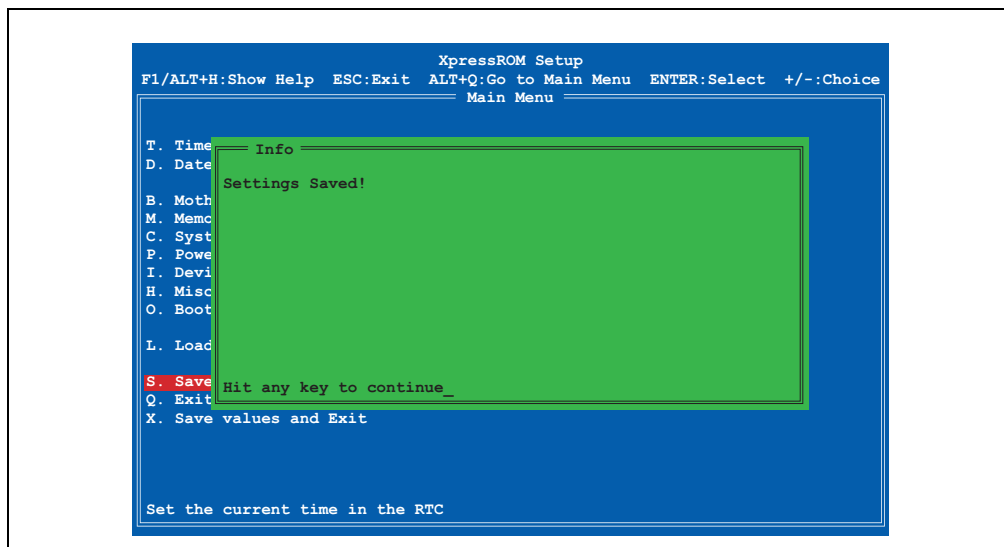 XpressROM Setup
F1/ALT+H:Show Help ESC:Exit ALT+Q:Go to Main Menu ENTER:Select +/-:Choice
Main Menu
T. Time
Info
D. Date
Settings Saved!
B. Moth
M. Memo
C. Syst
P. Powe
I. Devi
H. Misc
O. Boot
L. Load
S. Save
Hit any key to continue_
Q. Exit
X. Save values and Exit
Set the current time in the RTC